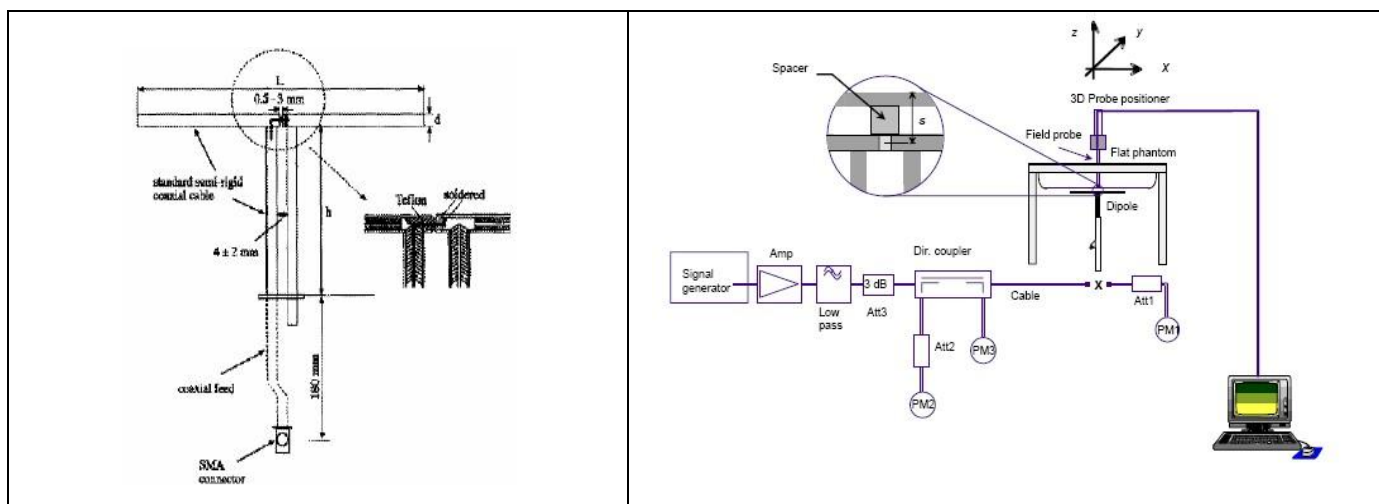 L
0.5-3 mm
d
standard semi-rigid
coaxial cable
h
Teflon
soldered
4 ± 2 mm
coaxial feed
180 mm
SMA
connector
z
y
X
Spacer
s
3D Probe positioner
Field probe
Flat phantom
Dipole
Signal
generator
Amp
Low
pass
3 dB
Att3
Dir. coupler
Cable
x
Att1
PM1
Att2
PM3
PM2